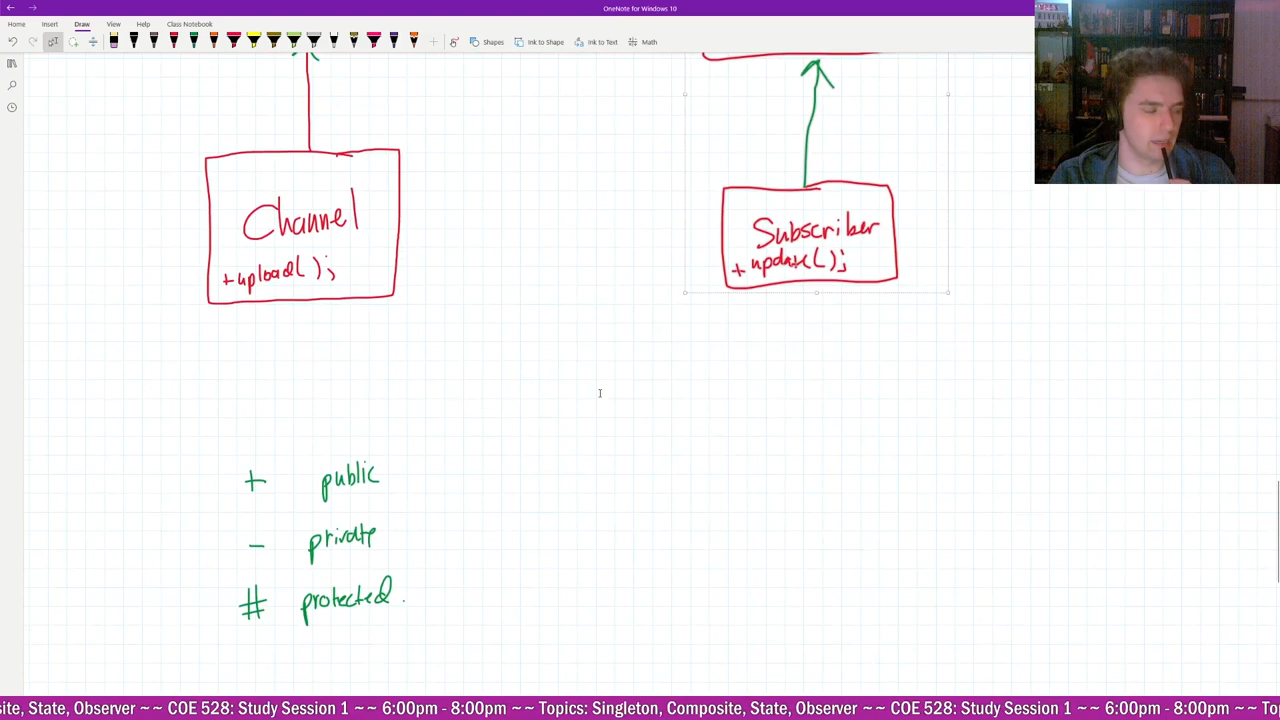 OneNote for Windows 10
Home Insert Draw View Help Class Notebook
Shapes Ink to Shape Ink to Text Math
Channel
+upload();
Subscriber
+update();
+ public
- private
# protected.
site, State, Observer ~~ COE 528: Study Session 1 ~~ 6:00pm - 8:00pm ~~ Topics: Singleton, Composite, State, Observer ~~ COE 528: Study Session 1 ~~ 6:00pm - 8:00pm ~~ To